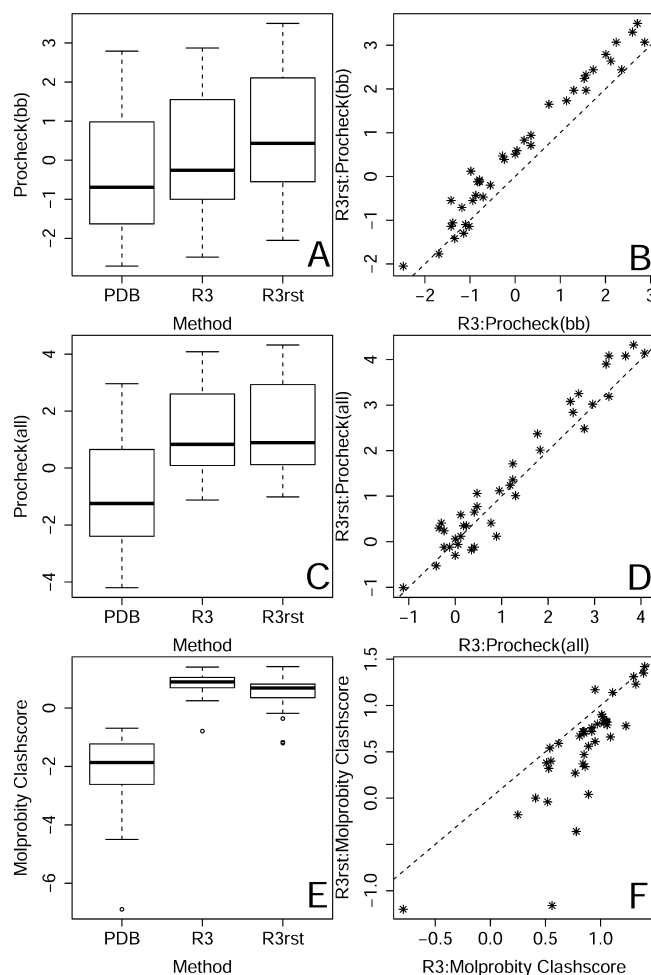 Procheck(bb)
3
2
1
0
−1
−2
PDB
R3
R3rst
Method
A
R3rst:Procheck(bb)
3
2
1
0
−1
−2
−2
−1
0
1
2
3
R3:Procheck(bb)
B
Procheck(all)
4
2
0
−2
−4
PDB
R3
R3rst
Method
C
R3rst:Procheck(all)
4
3
2
1
0
−1
−1
0
1
2
3
4
R3:Procheck(all)
D
Molprobity Clashscore
0
−2
−4
−6
PDB
R3
R3rst
Method
E
R3rst:Molprobity Clashscore
1.5
1.0
0.5
0.0
−1.0
−0.5
0.0
0.5
1.0
R3:Molprobity Clashscore
F